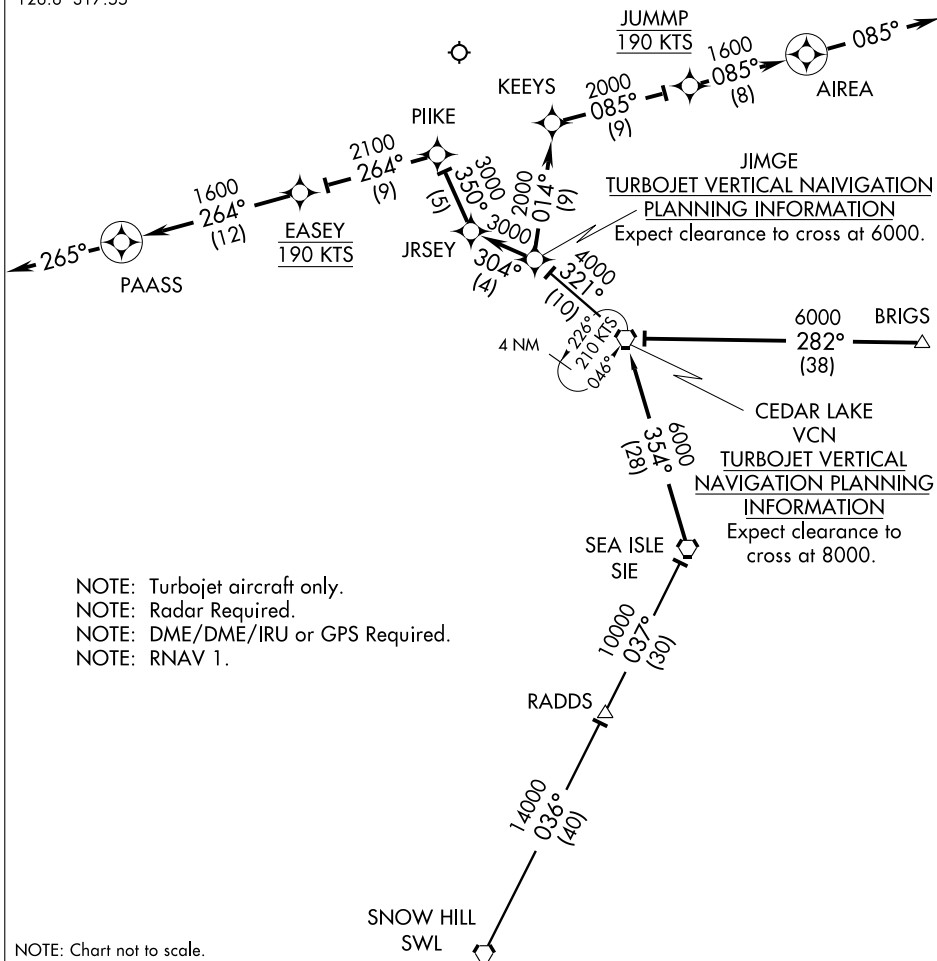 JUMMP
190 KTS
1600
085°
(8)
085°
AIREA
KEEYS
2000
085°
(9)
PIIKE
2100
264°
(9)
3000
350°
(5)
2000
014°
(9)
JIMGE
TURBOJET VERTICAL NAIVIGATION
PLANNING INFORMATION
Expect clearance to cross at 6000.
1600
264°
(12)
EASEY
190 KTS
JRSEY
3000
304°
(4)
265°
PAASS
4000
321°
(10)
4 NM
226°
210 KTS
046°
6000
282°
(38)
BRIGS
CEDAR LAKE
VCN
TURBOJET VERTICAL
NAVIGATION PLANNING
INFORMATION
Expect clearance to
cross at 8000.
6000
354°
(28)
SEA ISLE
SIE
NOTE: Turbojet aircraft only.
NOTE: Radar Required.
NOTE: DME/DME/IRU or GPS Required.
NOTE: RNAV 1.
10000
037°
(30)
RADDS
14000
036°
(40)
SNOW HILL
SWL
NOTE: Chart not to scale.